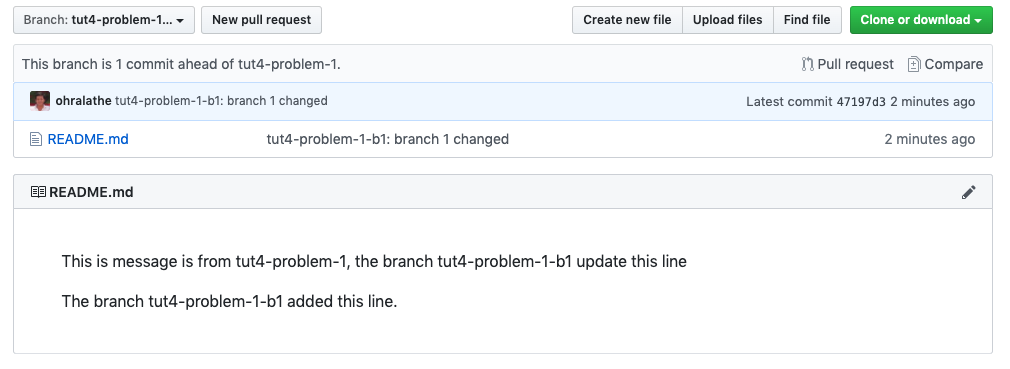 Branch: tut4-problem-1... New pull request Create new file Upload files Find file Clone or download
This branch is 1 commit ahead of tut4-problem-1. Pull request Compare
ohralathe tut4-problem-1-b1: branch 1 changed Latest commit 47197d3 2 minutes ago
README.md tut4-problem-1-b1: branch 1 changed 2 minutes ago
README.md
This is message is from tut4-problem-1, the branch tut4-problem-1-b1 update this line
The branch tut4-problem-1-b1 added this line.